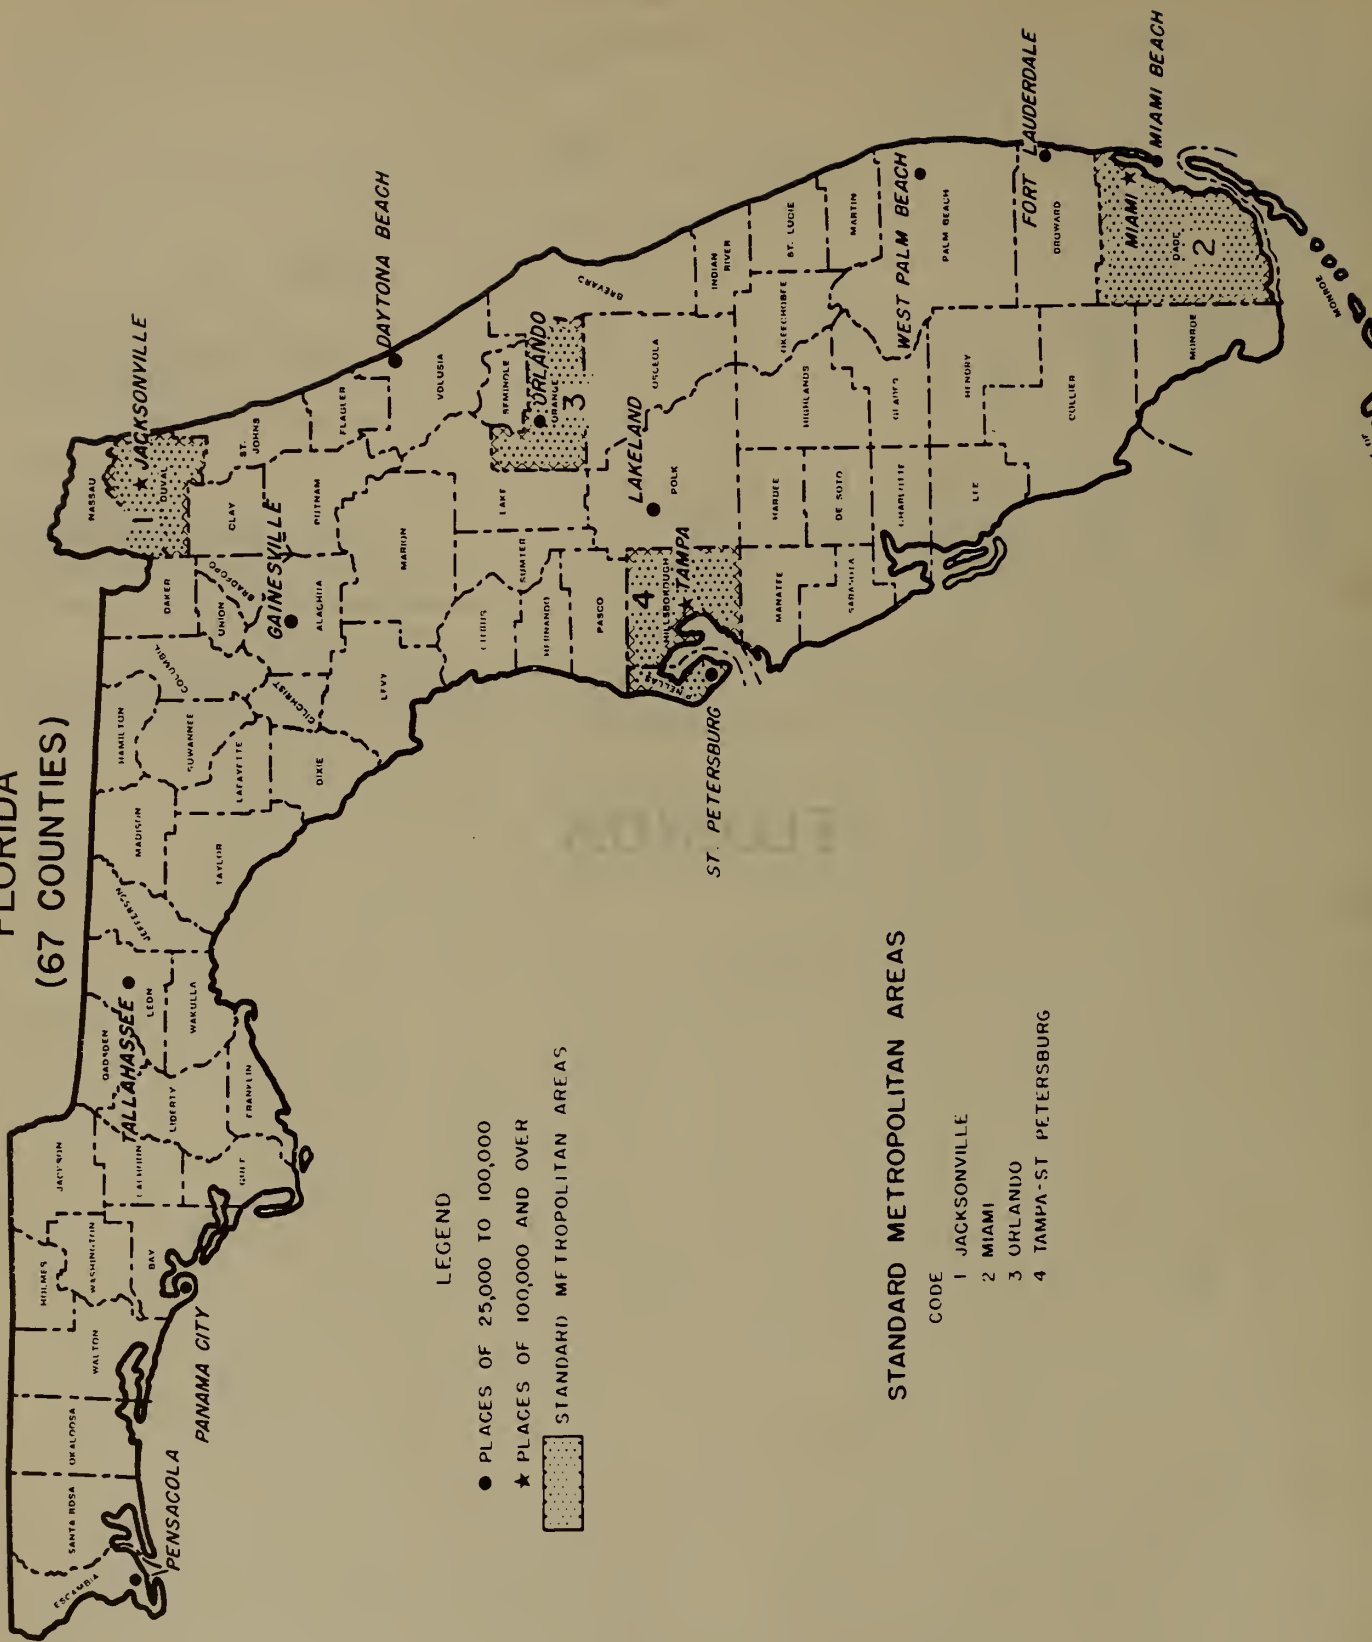 FLORIDA
(67 COUNTIES)
ESCAMBIA
SANTA ROSA
OKALOOSA
WALTON
HOLMES
WASHINGTON
BAY
JACKSON
CALHOUN
GULF
GADSDEN
LIBERTY
FRANKLIN
LEON
WAKULLA
JEFFERSON
MADISON
TAYLOR
HAMILTON
SUWANNEE
LAFAYETTE
DIXIE
COLUMBIA
GILCHRIST
LEVY
BAKER
UNION
BRADFORD
ALACHUA
NASSAU
DUVAL
1
CLAY
PUTNAM
ST. JOHNS
FLAGLER
MARION
VOLUSIA
CITRUS
SUMTER
HERNANDO
PASCO
LAKE
SEMINOLE
ORANGE
3
BREVARD
OSCEOLA
POLK
PINELLAS
HILLSBOROUGH
4
MANATEE
HARDEE
HIGHLANDS
OKEECHOBEE
INDIAN RIVER
ST. LUCIE
MARTIN
SARASOTA
DE SOTO
CHARLOTTE
GLADES
PALM BEACH
LEE
HENDRY
COLLIER
BROWARD
DADE
2
MONROE
MONROE
PENSACOLA
PANAMA CITY
TALLAHASSEE
JACKSONVILLE
GAINESVILLE
DAYTONA BEACH
ORLANDO
LAKELAND
TAMPA
ST. PETERSBURG
WEST PALM BEACH
FORT LAUDERDALE
MIAMI
MIAMI BEACH
LEGEND
● PLACES OF 25,000 TO 100,000
★ PLACES OF 100,000 AND OVER
STANDARD METROPOLITAN AREAS
STANDARD METROPOLITAN AREAS
CODE
1 JACKSONVILLE
2 MIAMI
3 ORLANDO
4 TAMPA-ST PETERSBURG